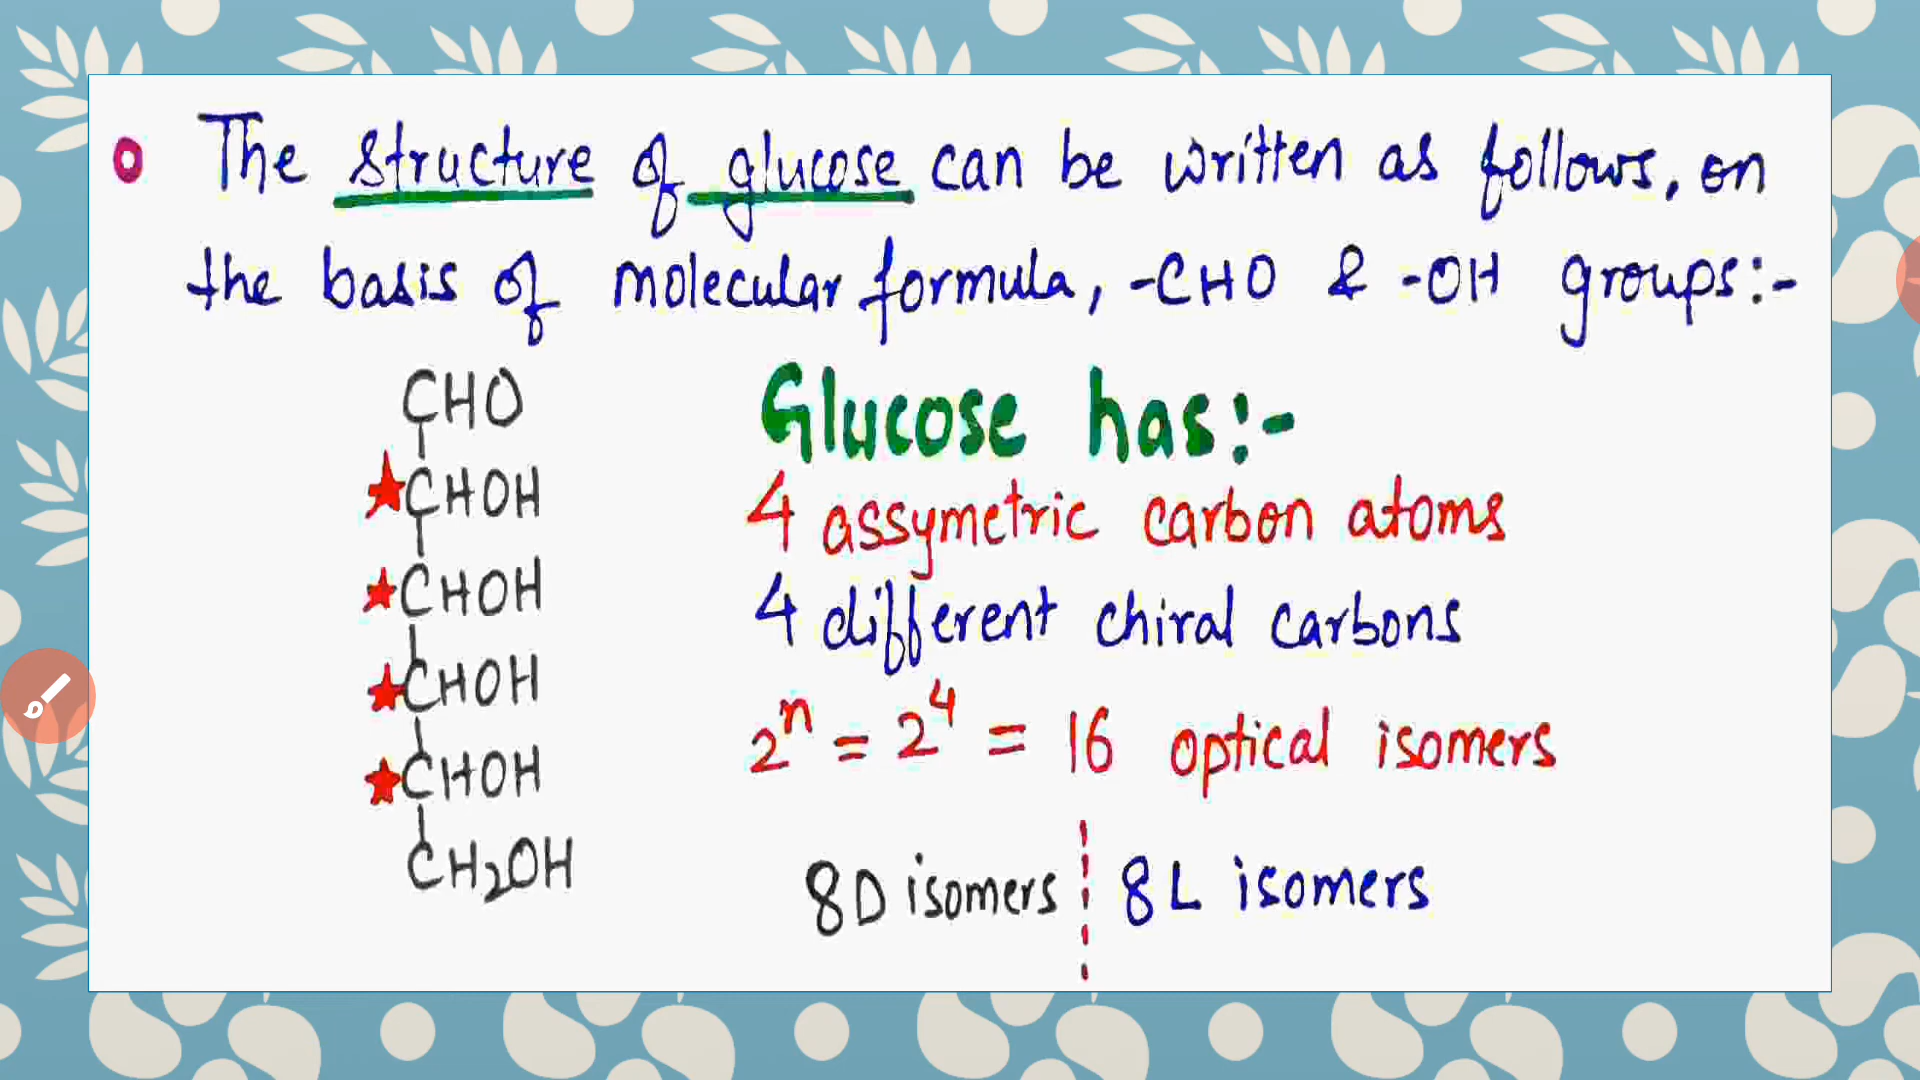 The structure of glucose can be written as follows, on
the basis of molecular formula, -CHO & -OH groups:-
CHO
★CHOH
★CHOH
★CHOH
★CHOH
CH₂OH
Glucose has:-
4 assymetric carbon atoms
4 different chiral carbons
2ⁿ = 2⁴ = 16 optical isomers
8 D isomers 8 L isomers